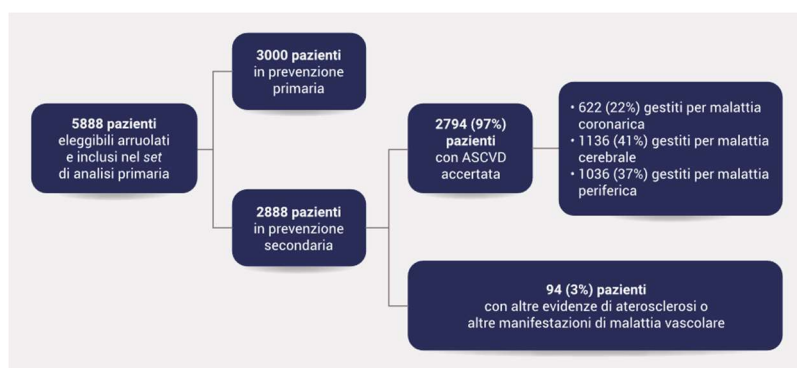 5888 pazienti
eleggibili arruolati
e inclusi nel set
di analisi primaria
3000 pazienti
in prevenzione
primaria
2888 pazienti
in prevenzione
secondaria
2794 (97%)
pazienti
con ASCVD
accertata
• 622 (22%) gestiti per malattia
coronarica
• 1136 (41%) gestiti per malattia
cerebrale
• 1036 (37%) gestiti per malattia
periferica
94 (3%) pazienti
con altre evidenze di aterosclerosi o
altre manifestazioni di malattia vascolare